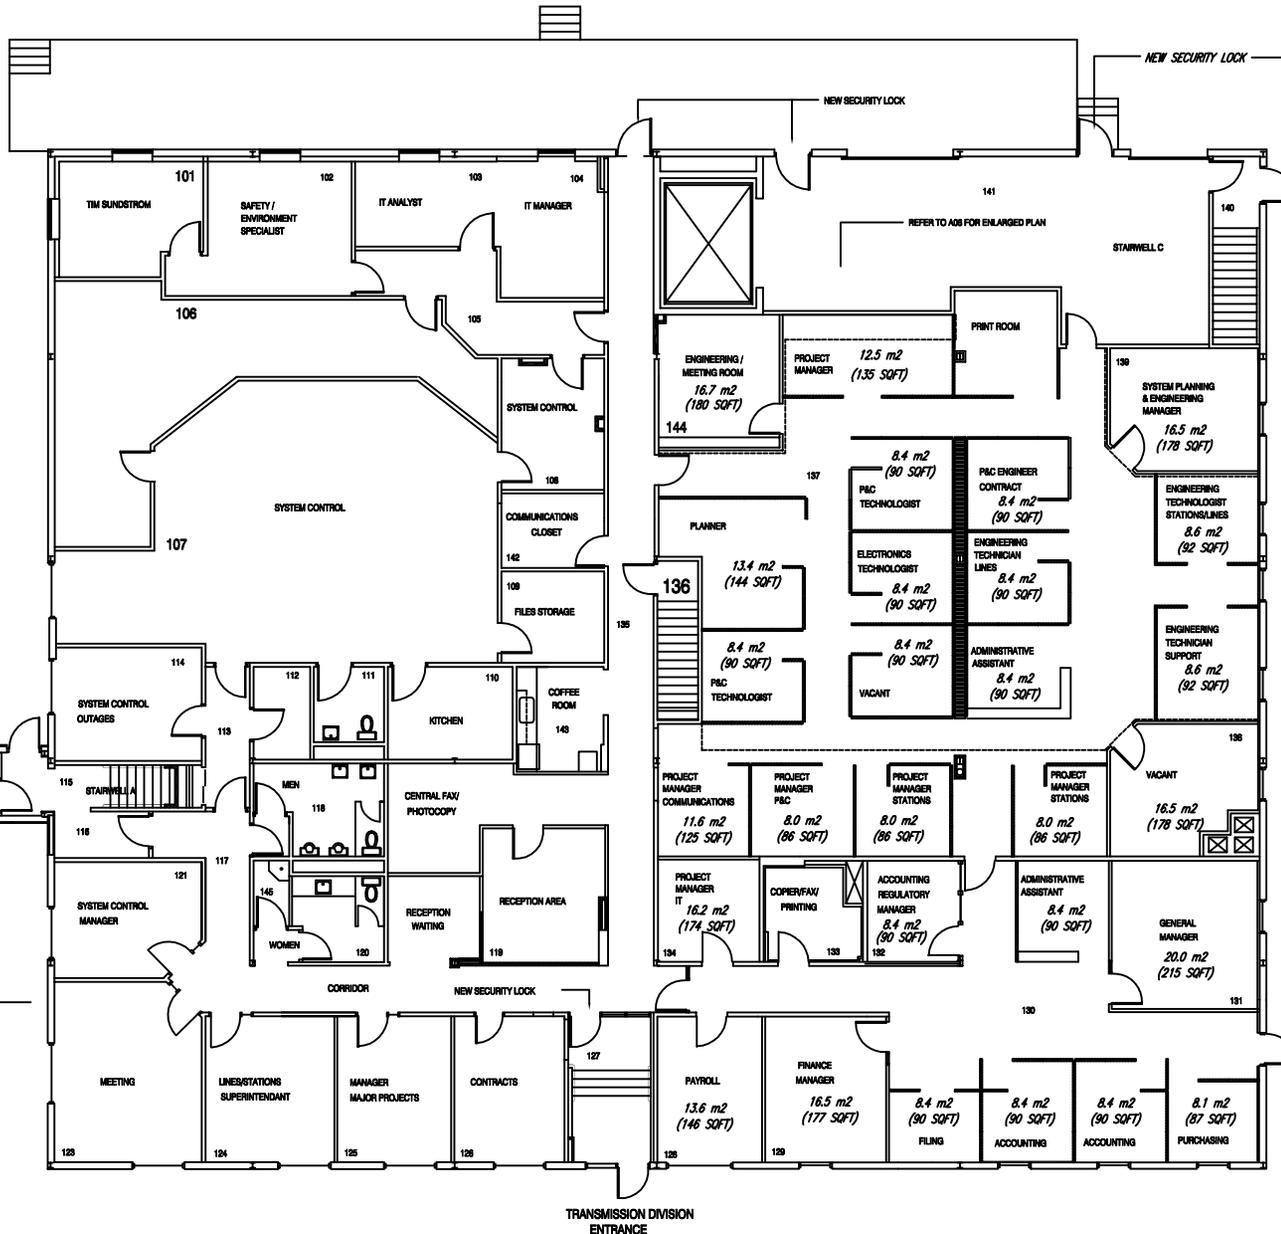 NEW SECURITY LOCK
NEW SECURITY LOCK
101
TIM SUNDSTROM
102
SAFETY /
ENVIRONMENT
SPECIALIST
103
IT ANALYST
104
IT MANAGER
141
REFER TO A06 FOR ENLARGED PLAN
140
STAIRWELL C
106
105
PRINT ROOM
ENGINEERING /
MEETING ROOM
16.7 m2
(180 SQFT)
144
PROJECT
MANAGER
12.5 m2
(135 SQFT)
139
SYSTEM PLANNING
& ENGINEERING
MANAGER
16.5 m2
(178 SQFT)
SYSTEM CONTROL
108
SYSTEM CONTROL
107
COMMUNICATIONS
CLOSET
142
109
FILES STORAGE
135
137
8.4 m2
(90 SQFT)
P&C
TECHNOLOGIST
P&C ENGINEER
CONTRACT
8.4 m2
(90 SQFT)
ENGINEERING
TECHNOLOGIST
STATIONS/LINES
8.6 m2
(92 SQFT)
PLANNER
13.4 m2
(144 SQFT)
136
ELECTRONICS
TECHNOLOGIST
8.4 m2
(90 SQFT)
ENGINEERING
TECHNICIAN
LINES
8.4 m2
(90 SQFT)
8.4 m2
(90 SQFT)
P&C
TECHNOLOGIST
8.4 m2
(90 SQFT)
VACANT
ADMINISTRATIVE
ASSISTANT
8.4 m2
(90 SQFT)
ENGINEERING
TECHNICIAN
SUPPORT
8.6 m2
(92 SQFT)
114
SYSTEM CONTROL
OUTAGES
113
112
111
110
KITCHEN
COFFEE
ROOM
143
115
STAIRWELL A
116
117
MEN
118
CENTRAL FAX/
PHOTOCOPY
PROJECT
MANAGER
COMMUNICATIONS
11.6 m2
(125 SQFT)
PROJECT
MANAGER
P&C
8.0 m2
(86 SQFT)
PROJECT
MANAGER
STATIONS
8.0 m2
(86 SQFT)
PROJECT
MANAGER
STATIONS
8.0 m2
(86 SQFT)
VACANT
16.5 m2
(178 SQFT)
121
SYSTEM CONTROL
MANAGER
145
WOMEN
120
RECEPTION
WAITING
RECEPTION AREA
119
PROJECT
MANAGER
IT
16.2 m2
(174 SQFT)
134
COPIER/FAX/
PRINTING
133
ACCOUNTING
REGULATORY
MANAGER
8.4 m2
(90 SQFT)
132
ADMINISTRATIVE
ASSISTANT
8.4 m2
(90 SQFT)
GENERAL
MANAGER
20.0 m2
(215 SQFT)
131
CORRIDOR
NEW SECURITY LOCK
130
MEETING
123
LINES/STATIONS
SUPERINTENDANT
124
MANAGER
MAJOR PROJECTS
125
CONTRACTS
126
127
PAYROLL
13.6 m2
(146 SQFT)
128
FINANCE
MANAGER
16.5 m2
(177 SQFT)
129
8.4 m2
(90 SQFT)
FILING
8.4 m2
(90 SQFT)
ACCOUNTING
8.4 m2
(90 SQFT)
ACCOUNTING
8.1 m2
(87 SQFT)
PURCHASING
TRANSMISSION DIVISION
ENTRANCE